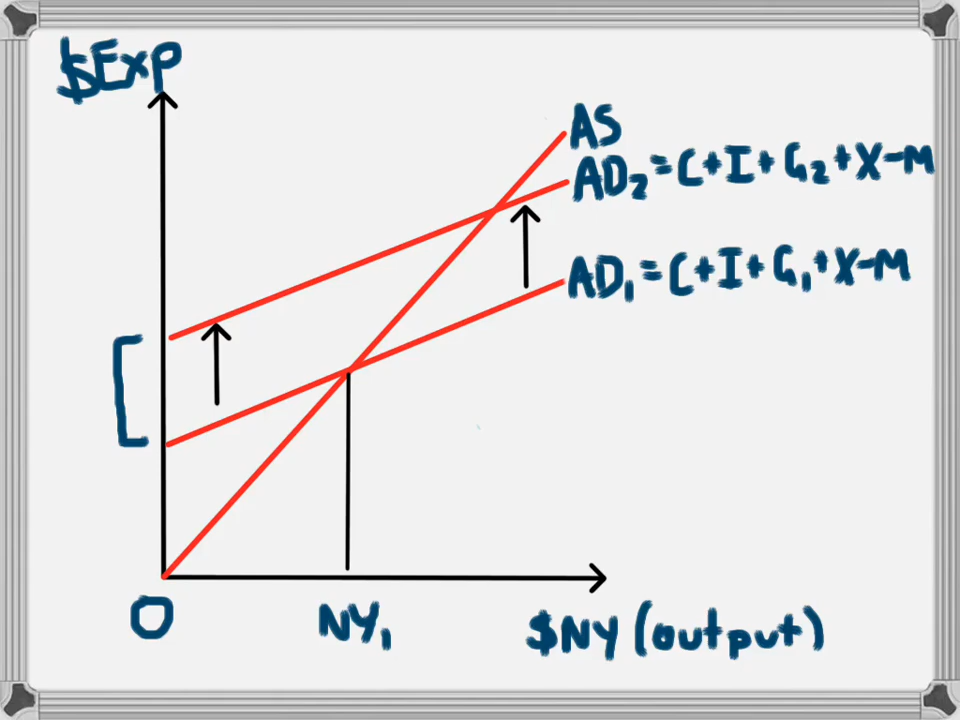 $Exp
AS
AD₂=C+I+G₂+X-M
AD₁=C+I+G₁+X-M
O
NY₁
$NY (output)